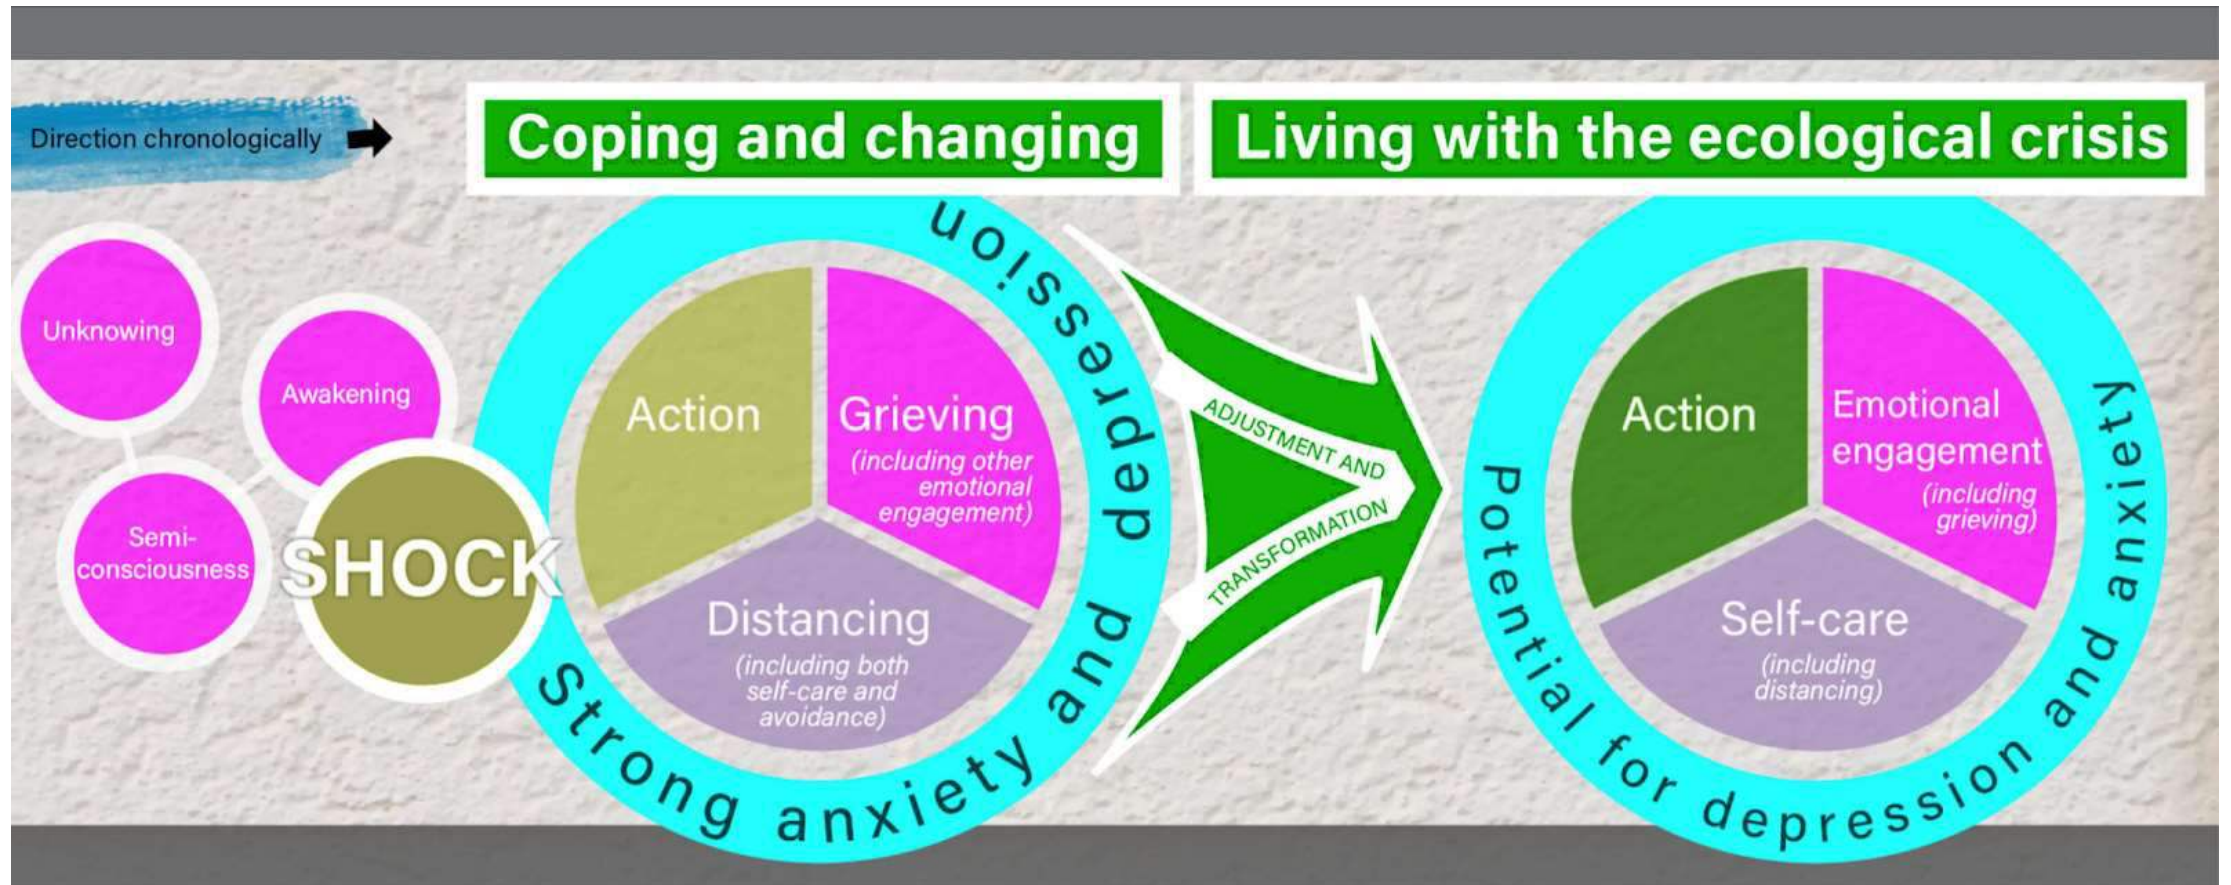 Direction chronologically
Coping and changing
Living with the ecological crisis
Unknowing
Semi-
consciousness
Awakening
SHOCK
Strong anxiety and depression
Action
Grieving
(including other
emotional
engagement)
Distancing
(including both
self-care and
avoidance)
ADJUSTMENT AND
TRANSFORMATION
Potential for depression and anxiety
Action
Emotional
engagement
(including
grieving)
Self-care
(including
distancing)